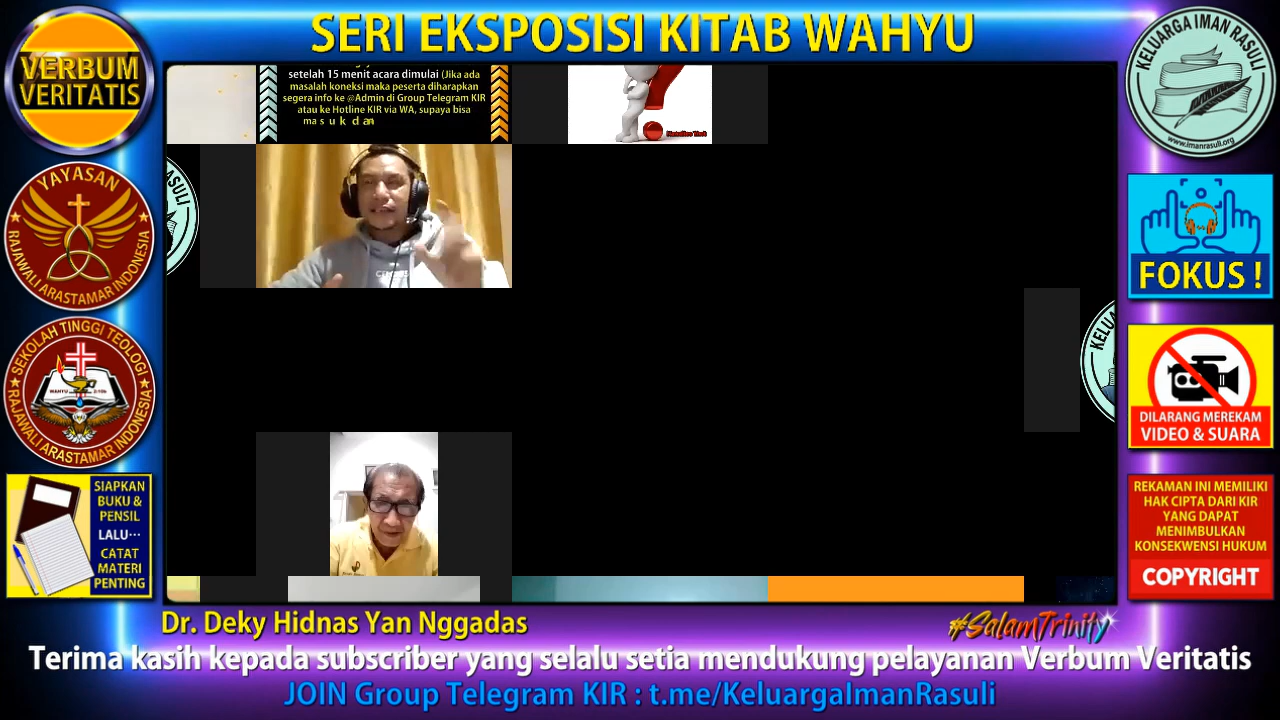 SERI EKSPOSISI KITAB WAHYU
VERBUM
VERITATIS
KELUARGA IMAN RASULI
www.imanrasuli.org
setelah 15 menit acara dimulai (Jika ada
masalah koneksi maka peserta diharapkan
segera info ke @Admin di Group Telegram KIR
atau ke Hotline KIR via WA, supaya bisa
masuk dan
YAYASAN
RAJAWALI ARASTAMAR INDONESIA
RASULI
FOKUS !
SEKOLAH TINGGI TEOLOGI
WAHYU
RAJAWALI ARASTAMAR INDONESIA
DILARANG MEREKAM
VIDEO & SUARA
SIAPKAN
BUKU &
PENSIL
LALU...
CATAT
MATERI
PENTING
REKAMAN INI MEMILIKI
HAK CIPTA DARI KIR
YANG DAPAT
MENIMBULKAN
KONSEKWENSI HUKUM
COPYRIGHT
Dr. Deky Hidnas Yan Nggadas
#SalamTrinity
Terima kasih kepada subscriber yang selalu setia mendukung pelayanan Verbum Veritatis
JOIN Group Telegram KIR : t.me/KeluargaImanRasuli